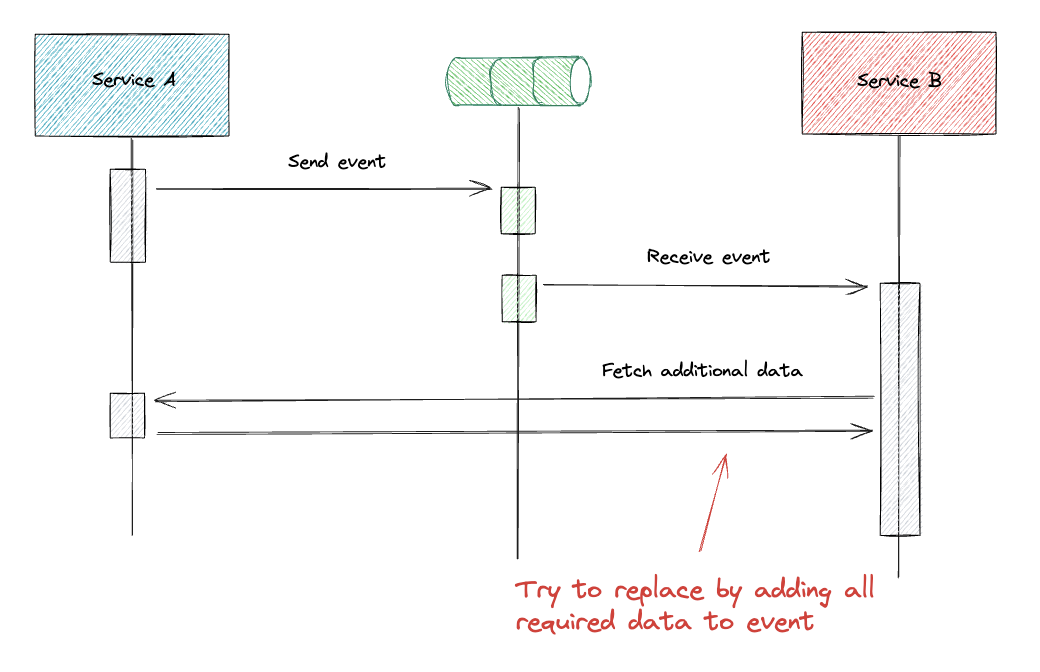 Service A
Service B
Send event
Receive event
Fetch additional data
Try to replace by adding all
required data to event